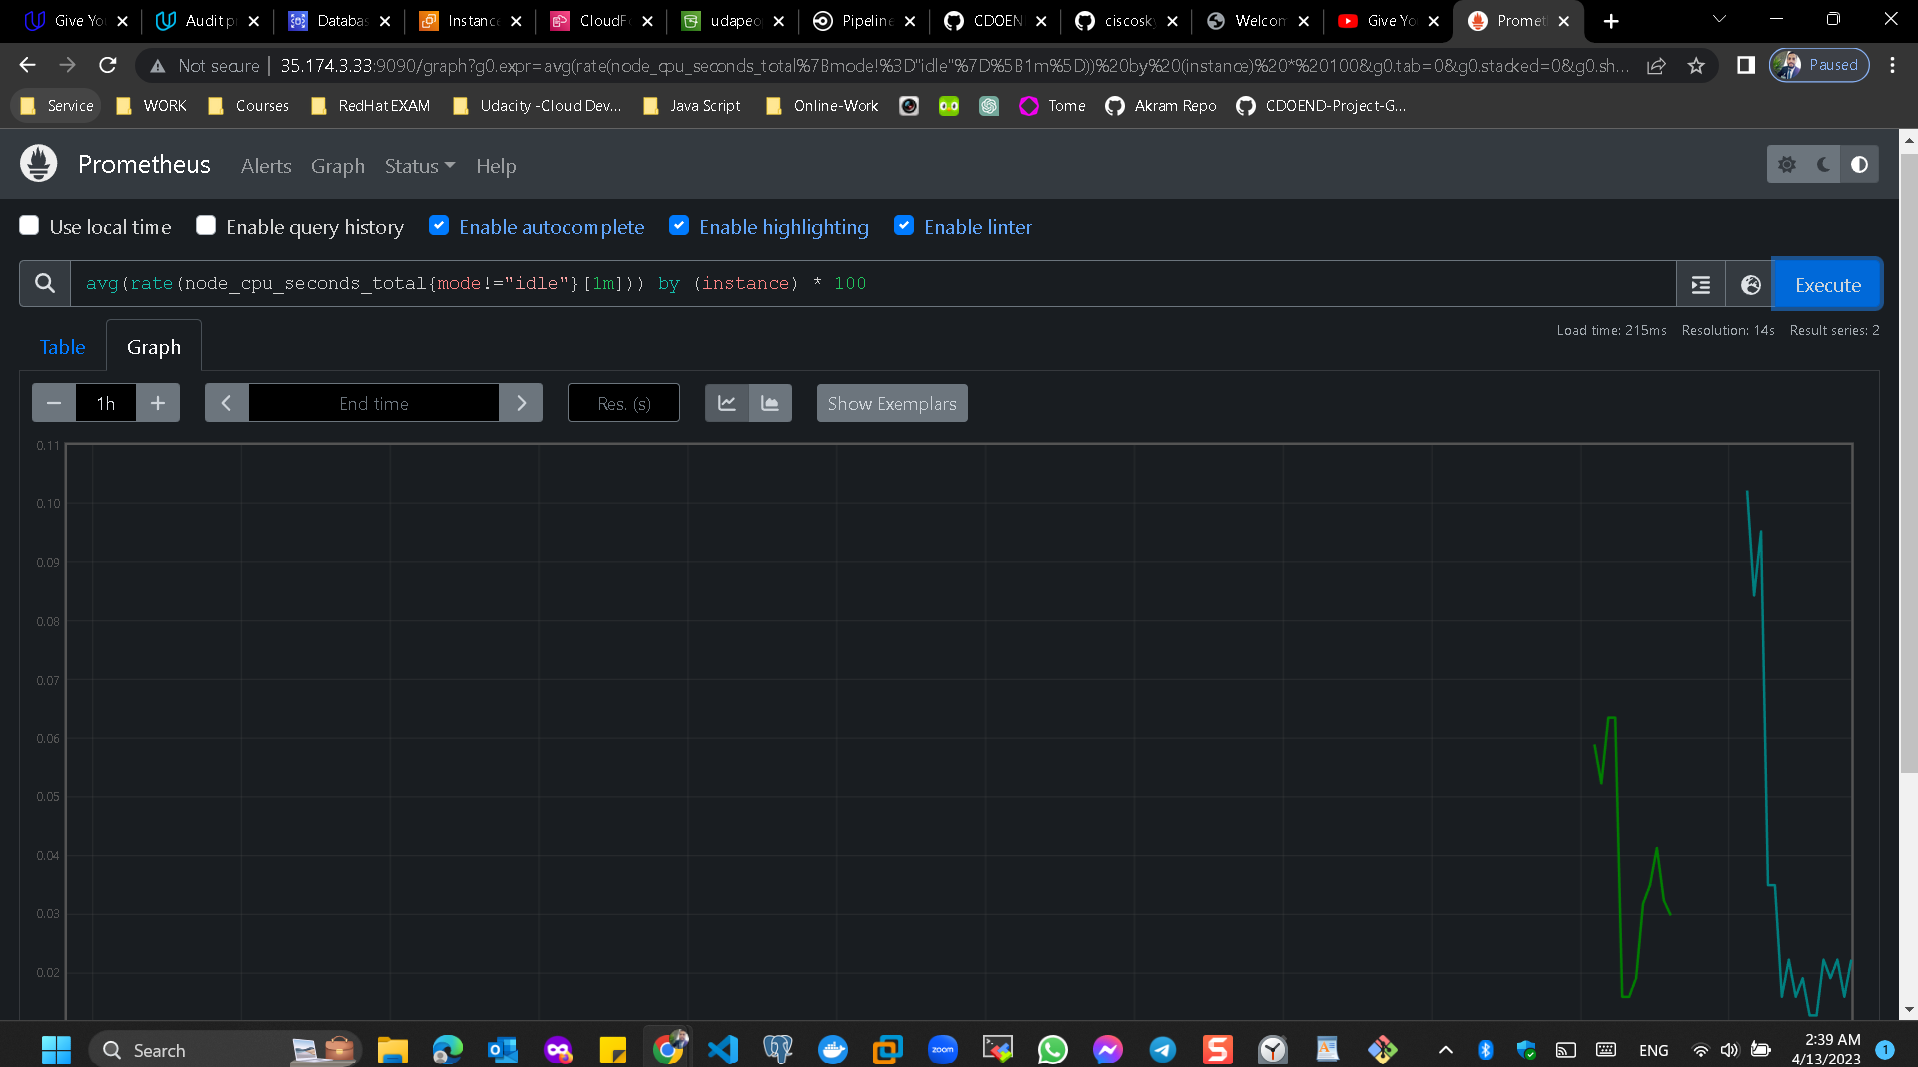 Give Yo
Audit p
Databas
Instanc
CloudFo
udapeo
Pipeline
CDOEN
ciscosk
Welcom
Give Yo
Promet
Not secure
35.174.3.33:9090/graph?g0.expr=avg(rate(node_cpu_seconds_total%7Bmode!%3D"idle"%7D%5B1m%5D))%20by%20(instance)%20*%20100&g0.tab=0&g0.stacked=0&g0.sh...
Paused
Service
WORK
Courses
RedHat EXAM
Udacity -Cloud Dev...
Java Script
Online-Work
Tome
Akram Repo
CDOEND-Project-G...
Prometheus
Alerts
Graph
Status
Help
Use local time
Enable query history
Enable autocomplete
Enable highlighting
Enable linter
avg(rate(node_cpu_seconds_total{mode!="idle"}[1m])) by (instance) * 100
Execute
Load time: 215ms
Resolution: 14s
Result series: 2
Table
Graph
1h
End time
Res. (s)
Show Exemplars
0.11
0.10
0.09
0.08
0.07
0.06
0.05
0.04
0.03
0.02
Search
zoom
ENG
2:39 AM
4/13/2023
1